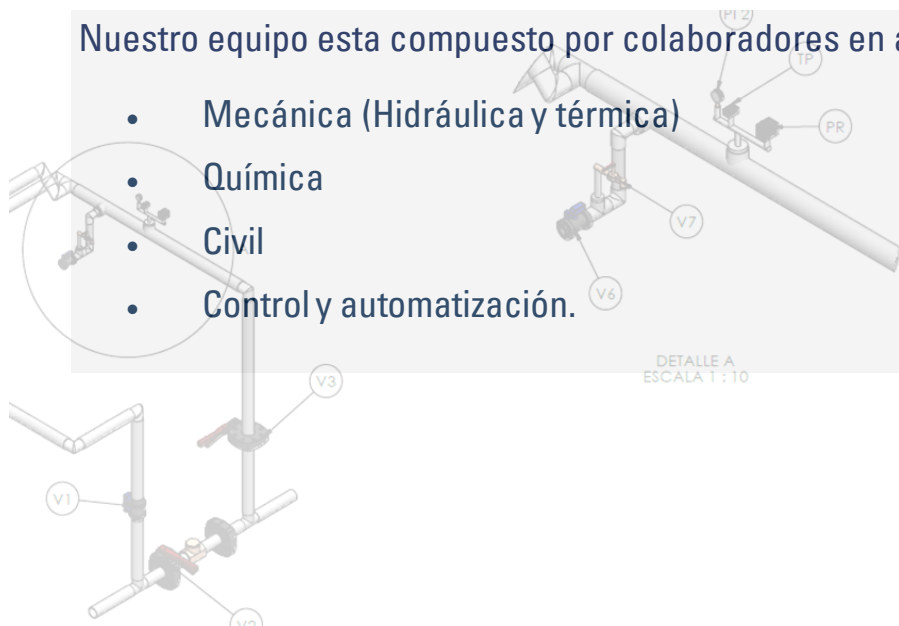 PI 2
Nuestro equipo esta compuesto por colaboradores en a
TP
• Mecánica (Hidráulica y térmica)
PR
• Química
V7
• Civil
V6
• Control y automatización.
DETALLE A
ESCALA 1 : 10
V3
V1
V2